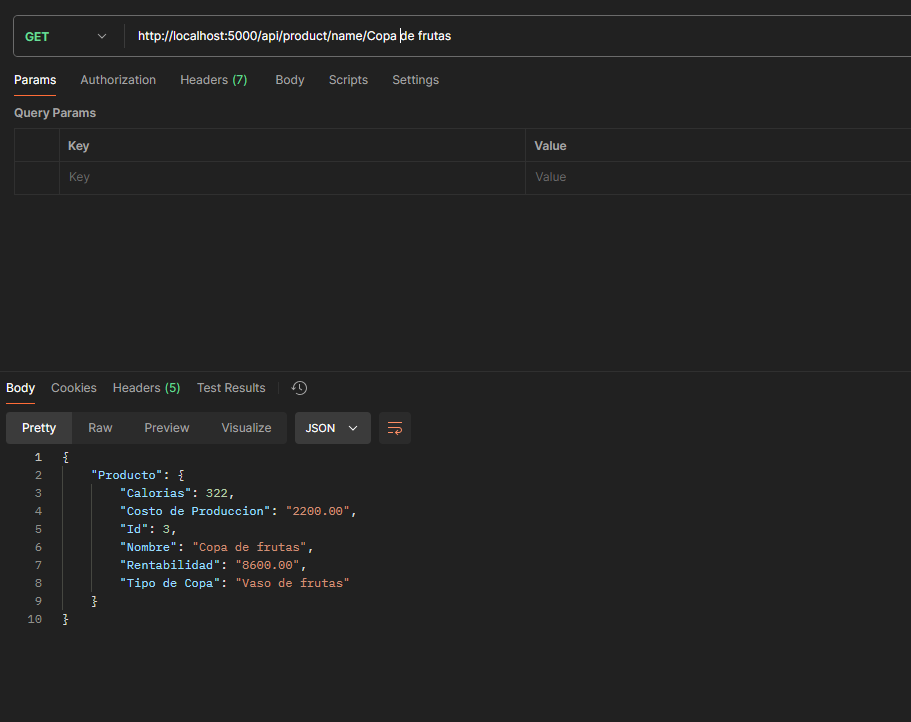 GET http://localhost:5000/api/product/name/Copa de frutas
Params Authorization Headers (7) Body Scripts Settings
Query Params
Key Value
Key Value
Body Cookies Headers (5) Test Results
Pretty Raw Preview Visualize JSON
1 {
2 "Producto": {
3 "Calorias": 322,
4 "Costo de Produccion": "2200.00",
5 "Id": 3,
6 "Nombre": "Copa de frutas",
7 "Rentabilidad": "8600.00",
8 "Tipo de Copa": "Vaso de frutas"
9 }
10 }